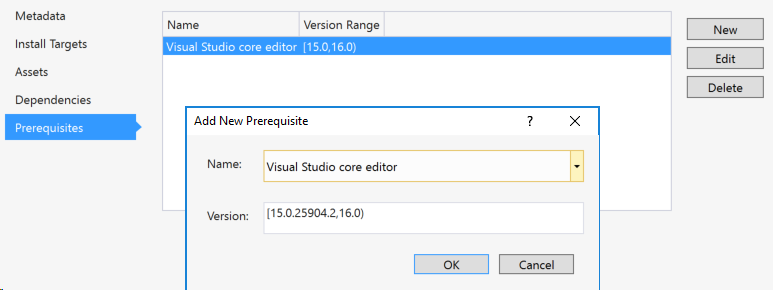 Metadata
Install Targets
Assets
Dependencies
Prerequisites
Name Version Range
Visual Studio core editor [15.0,16.0)
New
Edit
Delete
Add New Prerequisite ?
Name: Visual Studio core editor
Version: [15.0.25904.2,16.0)
OK Cancel